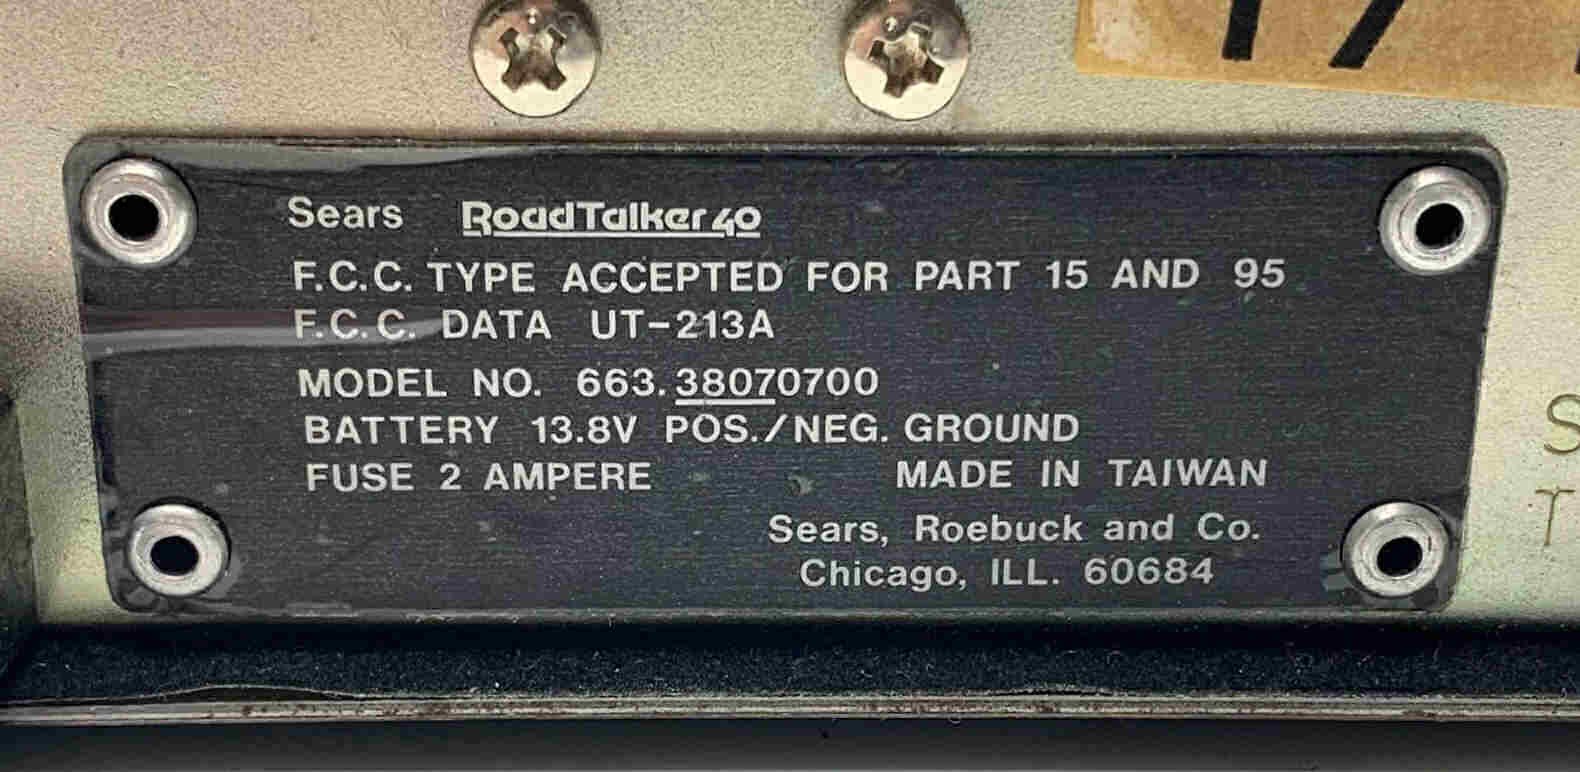 Sears RoadTalker 40
F.C.C. TYPE ACCEPTED FOR PART 15 AND 95
F.C.C. DATA UT-213A
MODEL NO. 663.38070700
BATTERY 13.8V POS./NEG. GROUND
FUSE 2 AMPERE MADE IN TAIWAN
Sears, Roebuck and Co.
Chicago, ILL. 60684